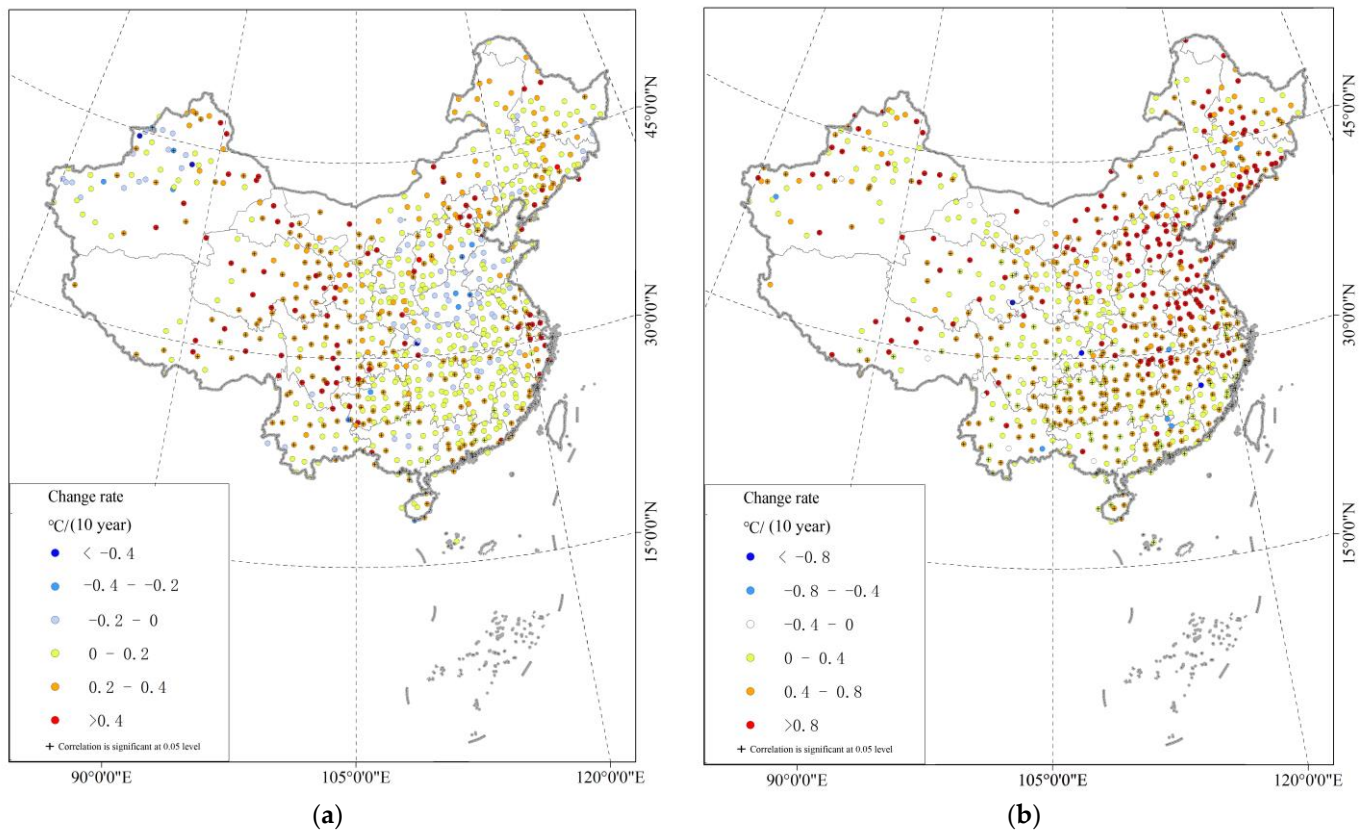 45°0'0"N
30°0'0"N
15°0'0"N
Change rate
℃/(10 year)
< -0.4
-0.4 - -0.2
-0.2 - 0
0 - 0.2
0.2 - 0.4
>0.4
+ Correlation is significant at 0.05 level
90°0'0"E
105°0'0"E
120°0'0"E
(a)
45°0'0"N
30°0'0"N
15°0'0"N
Change rate
℃/(10 year)
< -0.8
-0.8 - -0.4
-0.4 - 0
0 - 0.4
0.4 - 0.8
>0.8
+ Correlation is significant at 0.05 level
90°0'0"E
105°0'0"E
120°0'0"E
(b)